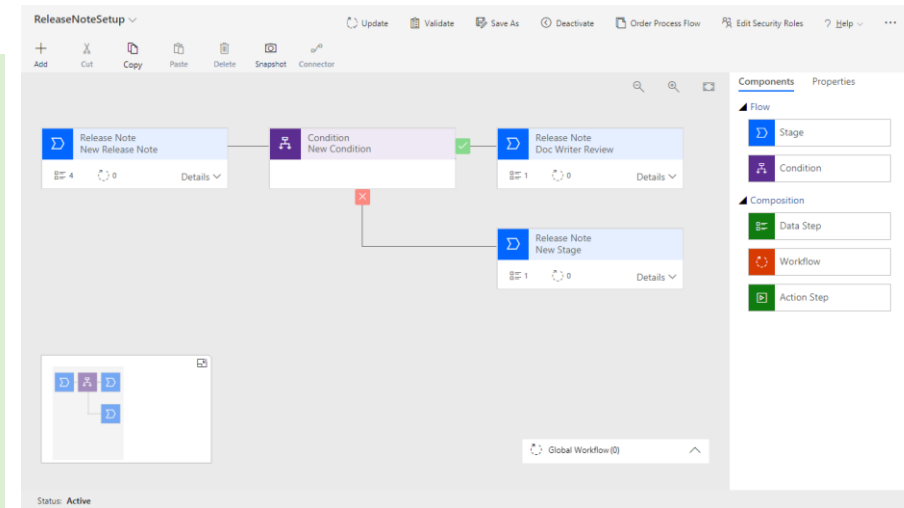 ReleaseNoteSetup
Update
Validate
Save As
Deactivate
Order Process Flow
Edit Security Roles
? Help
...
Add
Cut
Copy
Paste
Delete
Snapshot
Connector
Components
Properties
Flow
Stage
Condition
Composition
Data Step
Workflow
Action Step
Release Note
New Release Note
4
0
Details
Condition
New Condition
Release Note
Doc Writer Review
1
0
Details
Release Note
New Stage
1
0
Details
Global Workflow (0)
Status: Active